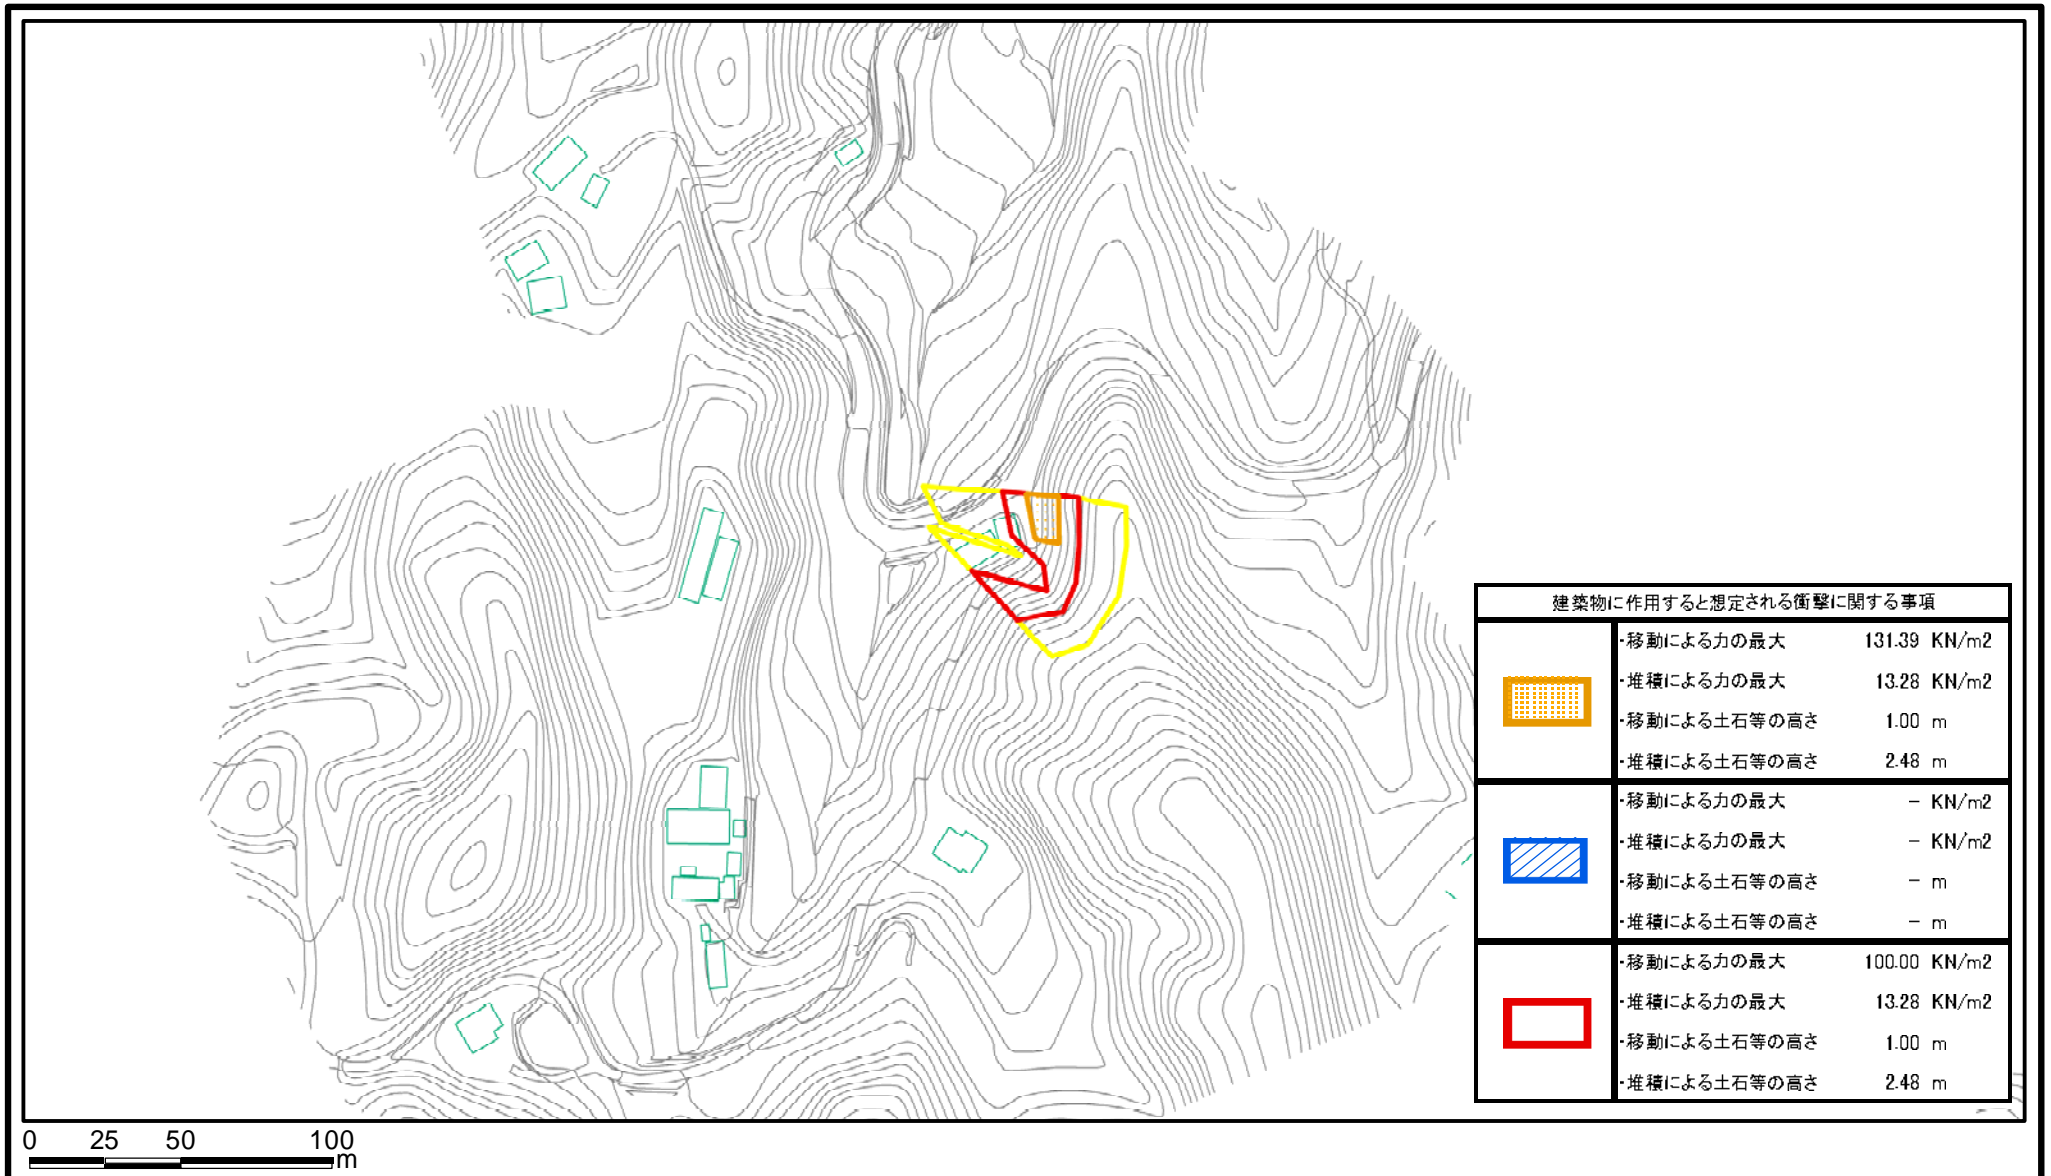 建築物に作用すると想定される衝撃に関する事項
・移動による力の最大 131.39 KN/m2
・堆積による力の最大 13.28 KN/m2
・移動による土石等の高さ 1.00 m
・堆積による土石等の高さ 2.48 m
・移動による力の最大 － KN/m2
・堆積による力の最大 － KN/m2
・移動による土石等の高さ － m
・堆積による土石等の高さ － m
・移動による力の最大 100.00 KN/m2
・堆積による力の最大 13.28 KN/m2
・移動による土石等の高さ 1.00 m
・堆積による土石等の高さ 2.48 m
0 25 50 100
m